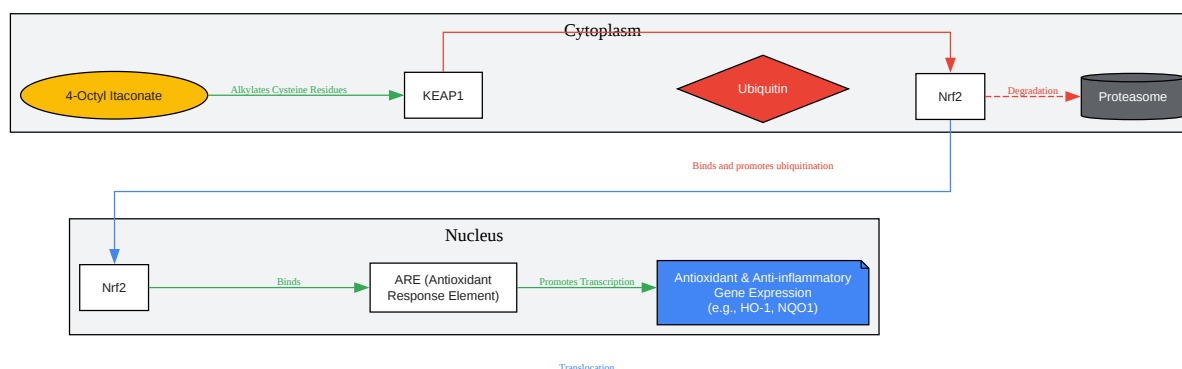 Cytoplasm
4-Octyl Itaconate
Alkylates Cysteine Residues
KEAP1
Ubiquitin
Nrf2
Degradation
Proteasome
Binds and promotes ubiquitination
Nucleus
Nrf2
Binds
ARE (Antioxidant
Response Element)
Promotes Transcription
Antioxidant & Anti-inflammatory
Gene Expression
(e.g., HO-1, NQO1)
Translocation